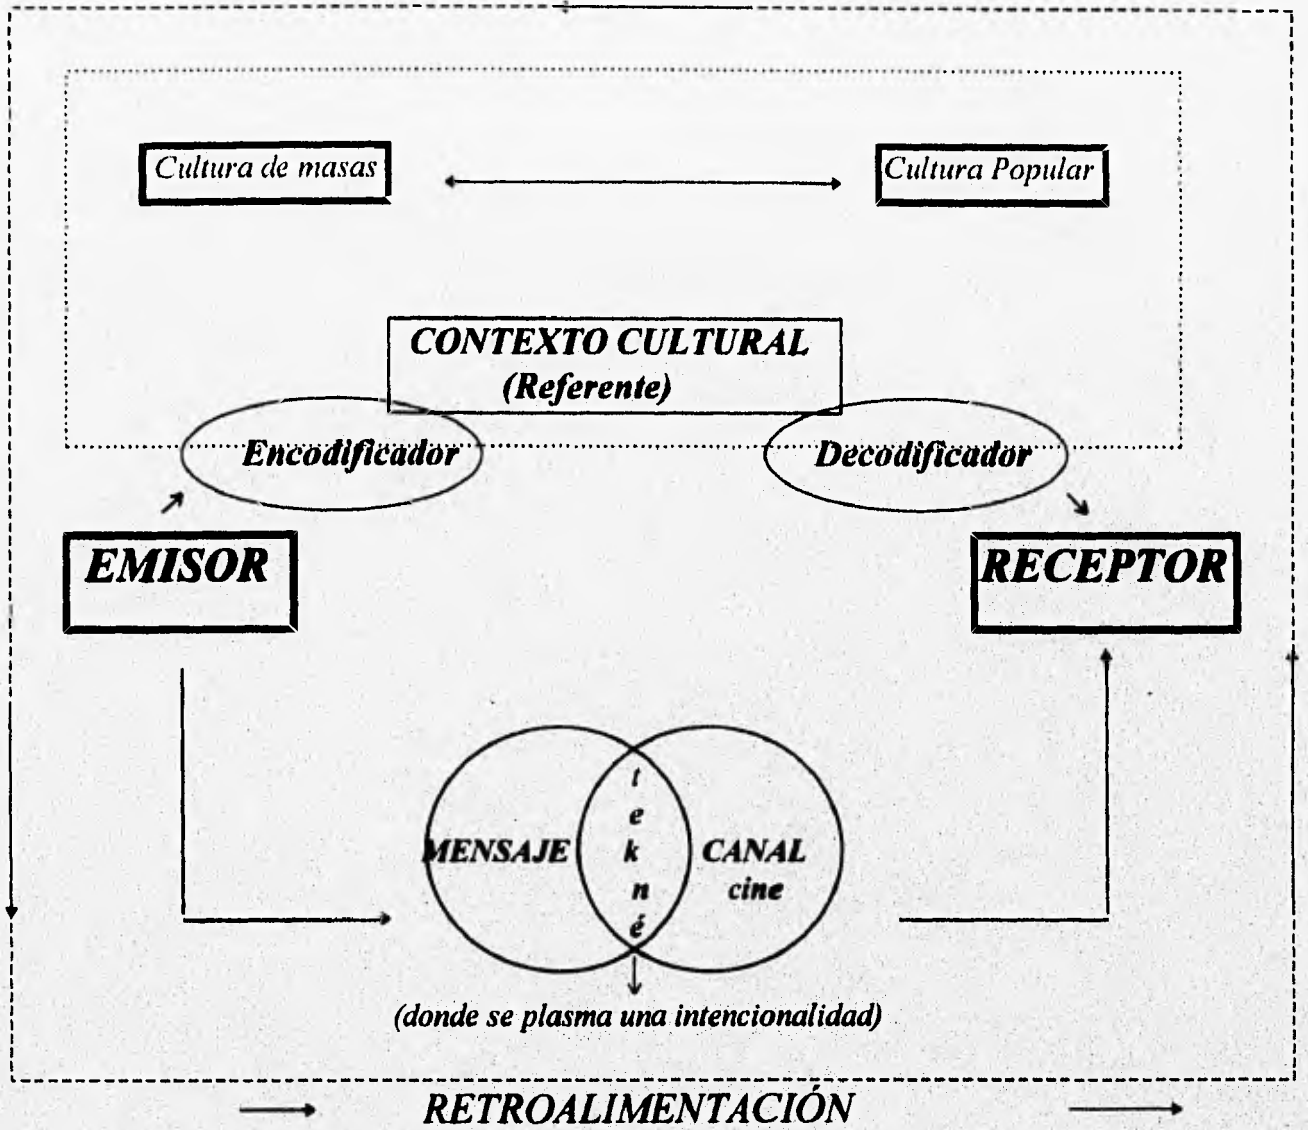 Cultura de masas
Cultura Popular
CONTEXTO CULTURAL
(Referente)
Encodificador
Decodificador
EMISOR
RECEPTOR
MENSAJE
t
e
k
n
é
CANAL
cine
(donde se plasma una intencionalidad)
RETROALIMENTACIÓN